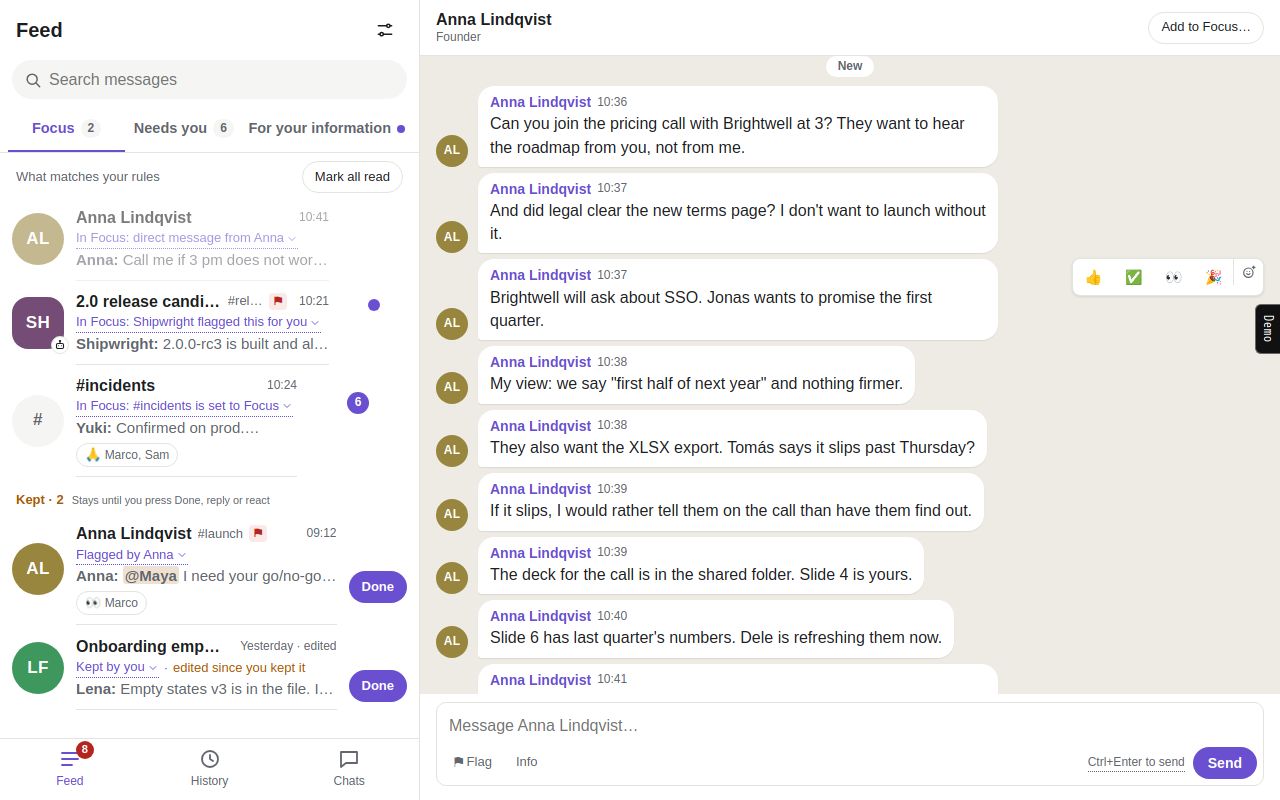 Feed
Search messages
Focus 2
Needs you 6
For your information
What matches your rules
Mark all read
AL
Anna Lindqvist 10:41
In Focus: direct message from Anna
Anna: Call me if 3 pm does not wor…
SH
2.0 release candi… #rel… 10:21
In Focus: Shipwright flagged this for you
Shipwright: 2.0.0-rc3 is built and al…
#
#incidents 10:24
In Focus: #incidents is set to Focus
6
Yuki: Confirmed on prod.…
🙏 Marco, Sam
Kept · 2 Stays until you press Done, reply or react
AL
Anna Lindqvist #launch 09:12
Flagged by Anna
Anna: @Maya I need your go/no-go…
👀 Marco
Done
LF
Onboarding emp… Yesterday · edited
Kept by you · edited since you kept it
Lena: Empty states v3 is in the file. I…
Done
8
Feed
History
Chats
Anna Lindqvist
Founder
Add to Focus…
New
Anna Lindqvist 10:36
Can you join the pricing call with Brightwell at 3? They want to hear
the roadmap from you, not from me.
AL
Anna Lindqvist 10:37
And did legal clear the new terms page? I don't want to launch without
it.
AL
👍 ✅ 👀 🎉
Anna Lindqvist 10:37
Brightwell will ask about SSO. Jonas wants to promise the first
quarter.
AL
Demo
Anna Lindqvist 10:38
My view: we say "first half of next year" and nothing firmer.
AL
Anna Lindqvist 10:38
They also want the XLSX export. Tomás says it slips past Thursday?
AL
Anna Lindqvist 10:39
If it slips, I would rather tell them on the call than have them find out.
AL
Anna Lindqvist 10:39
The deck for the call is in the shared folder. Slide 4 is yours.
AL
Anna Lindqvist 10:40
Slide 6 has last quarter's numbers. Dele is refreshing them now.
AL
Anna Lindqvist 10:41
Message Anna Lindqvist…
Flag
Info
Ctrl+Enter to send
Send